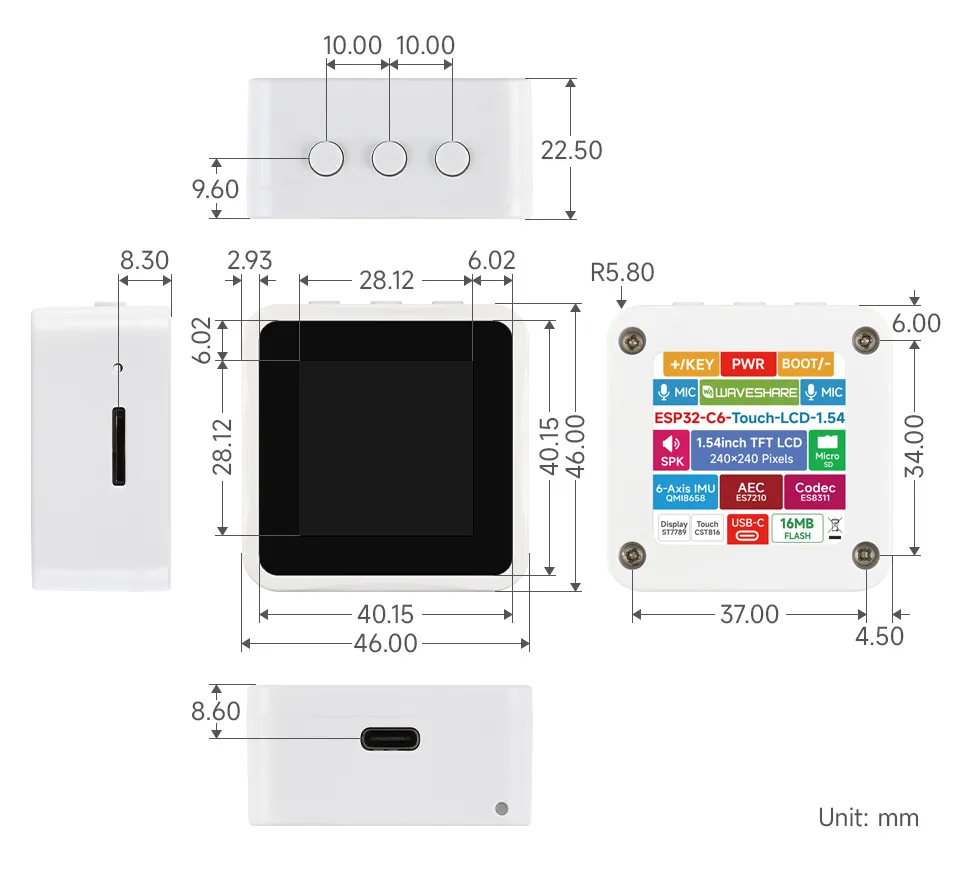 10.00 10.00
22.50
9.60
8.30
2.93
28.12
6.02
6.02
28.12
40.15
46.00
40.15
46.00
R5.80
6.00
34.00
37.00
4.50
+/KEY PWR BOOT/-
MIC WAVESHARE MIC
ESP32-C6-Touch-LCD-1.54
SPK
1.54inch TFT LCD
240×240 Pixels
Micro
SD
6-Axis IMU
QMI8658
AEC
ES7210
Codec
ES8311
Display
ST7789
Touch
CST816
USB-C
16MB
FLASH
8.60
Unit: mm